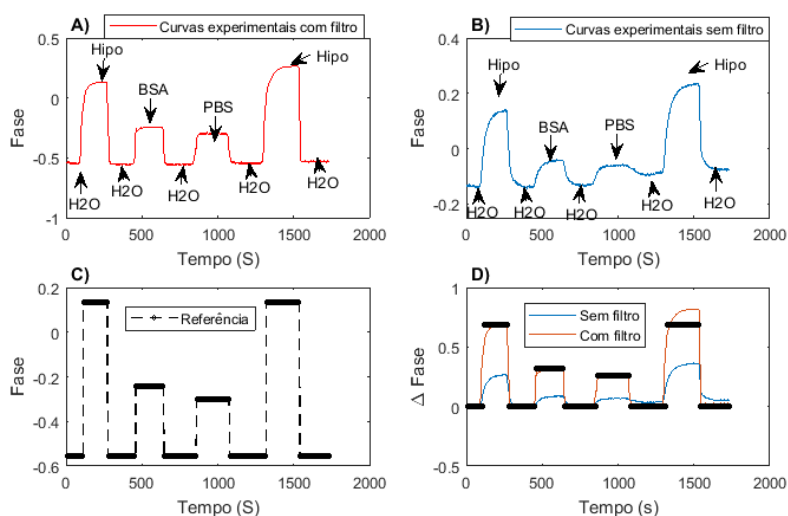 A)
Curvas experimentais com filtro
0.5
0
-0.5
-1
Fase
Hipo
BSA
PBS
Hipo
H2O
H2O
H2O
H2O
H2O
0
500
1000
1500
2000
Tempo (S)
B)
Curvas experimentais sem filtro
0.4
0.2
0
-0.2
Fase
Hipo
BSA
PBS
Hipo
H2O
H2O
H2O
H2O
H2O
0
500
1000
1500
2000
Tempo (S)
C)
Referência
0.2
0
-0.2
-0.4
-0.6
Fase
0
500
1000
1500
2000
Tempo (S)
D)
Sem filtro
Com filtro
1
0.5
0
0.5
Δ Fase
0
500
1000
1500
2000
Tempo (s)